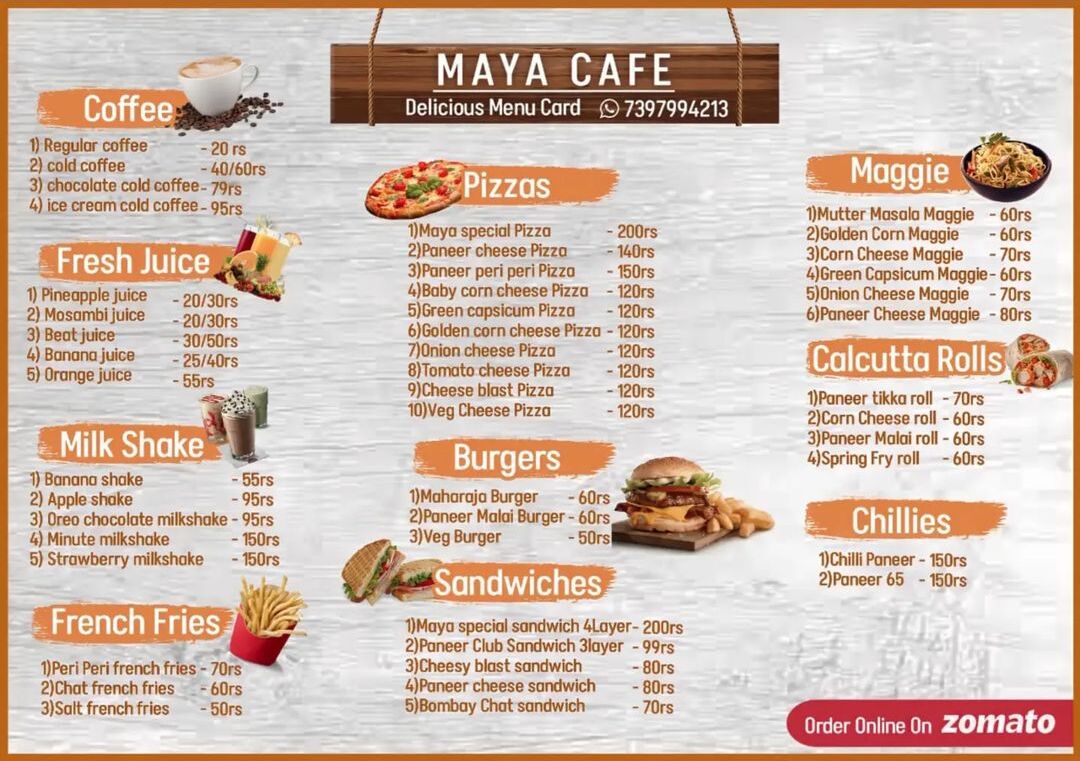 MAYA CAFE
Delicious Menu Card 7397994213
Coffee
1) Regular coffee - 20 rs
2) cold coffee - 40/60rs
3) chocolate cold coffee - 79rs
4) ice cream cold coffee - 95rs
Fresh Juice
1) Pineapple juice - 20/30rs
2) Mosambi juice - 20/30rs
3) Beat juice - 30/50rs
4) Banana juice - 25/40rs
5) Orange juice - 55rs
Milk Shake
1) Banana shake - 55rs
2) Apple shake - 95rs
3) Oreo chocolate milkshake - 95rs
4) Minute milkshake - 150rs
5) Strawberry milkshake - 150rs
French Fries
1)Peri Peri french fries - 70rs
2)Chat french fries - 60rs
3)Salt french fries - 50rs
Pizzas
1)Maya special Pizza - 200rs
2)Paneer cheese Pizza - 140rs
3)Paneer peri peri Pizza - 150rs
4)Baby corn cheese Pizza - 120rs
5)Green capsicum Pizza - 120rs
6)Golden corn cheese Pizza - 120rs
7)Onion cheese Pizza - 120rs
8)Tomato cheese Pizza - 120rs
9)Cheese blast Pizza - 120rs
10)Veg Cheese Pizza - 120rs
Burgers
1)Maharaja Burger - 60rs
2)Paneer Malai Burger - 60rs
3)Veg Burger - 50rs
Sandwiches
1)Maya special sandwich 4Layer- 200rs
2)Paneer Club Sandwich 3layer - 99rs
3)Cheesy blast sandwich - 80rs
4)Paneer cheese sandwich - 80rs
5)Bombay Chat sandwich - 70rs
Maggie
1)Mutter Masala Maggie - 60rs
2)Golden Corn Maggie - 60rs
3)Corn Cheese Maggie - 70rs
4)Green Capsicum Maggie- 60rs
5)Onion Cheese Maggie - 70rs
6)Paneer Cheese Maggie - 80rs
Calcutta Rolls
1)Paneer tikka roll - 70rs
2)Corn Cheese roll - 60rs
3)Paneer Malai roll - 60rs
4)Spring Fry roll - 60rs
Chillies
1)Chilli Paneer - 150rs
2)Paneer 65 - 150rs
Order Online On zomato